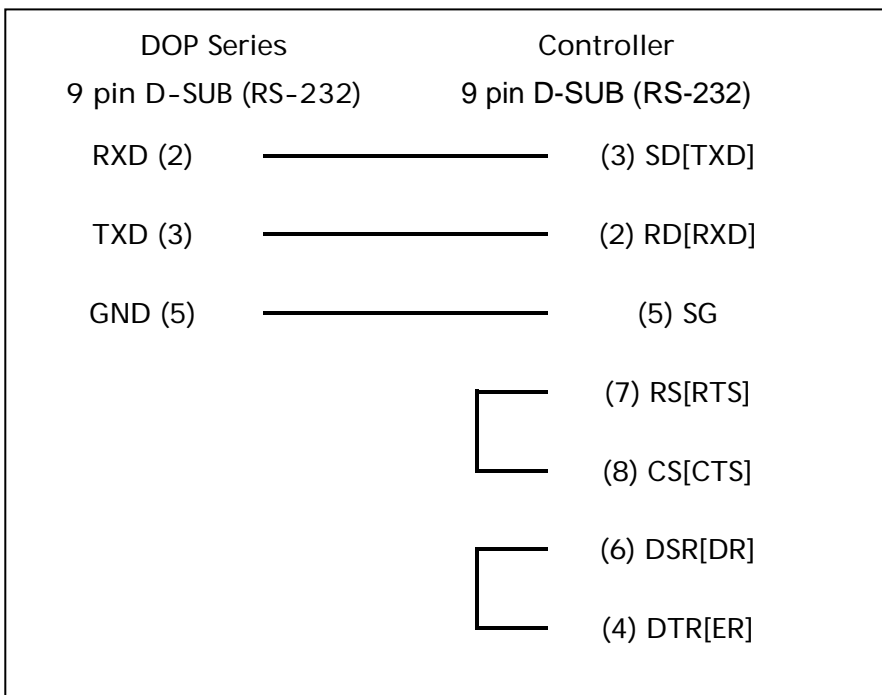 DOP Series Controller
9 pin D-SUB (RS-232) 9 pin D-SUB (RS-232)
RXD (2) (3) SD[TXD]
TXD (3) (2) RD[RXD]
GND (5) (5) SG
(7) RS[RTS]
(8) CS[CTS]
(6) DSR[DR]
(4) DTR[ER]